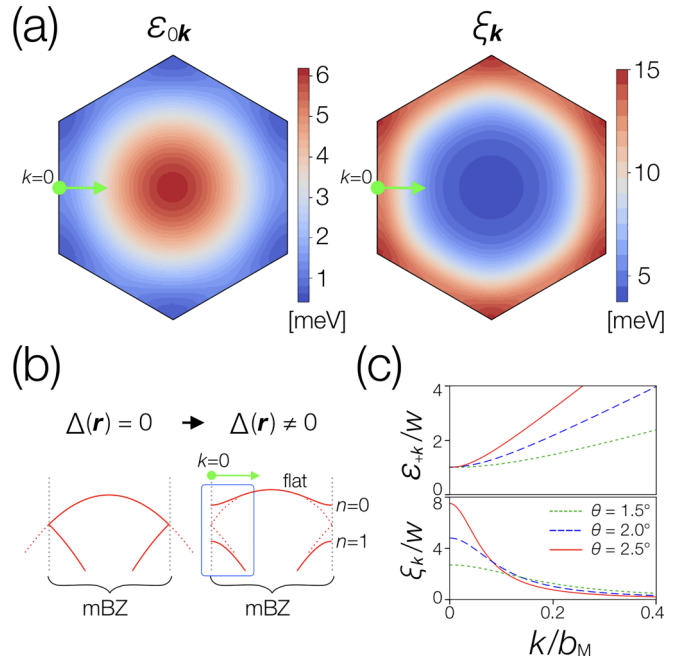 (a)
ε₀𝒌
ξ𝒌
k=0
6
5
4
3
2
1
[meV]
k=0
15
10
5
[meV]
(b)
Δ(r) = 0 → Δ(r) ≠ 0
k=0
flat
n=0
n=1
mBZ
mBZ
(c)
ε₊ₖ/w
4
2
1
0
ξₖ/w
8
4
0
θ = 1.5°
θ = 2.0°
θ = 2.5°
0
0.2
0.4
k/b_M